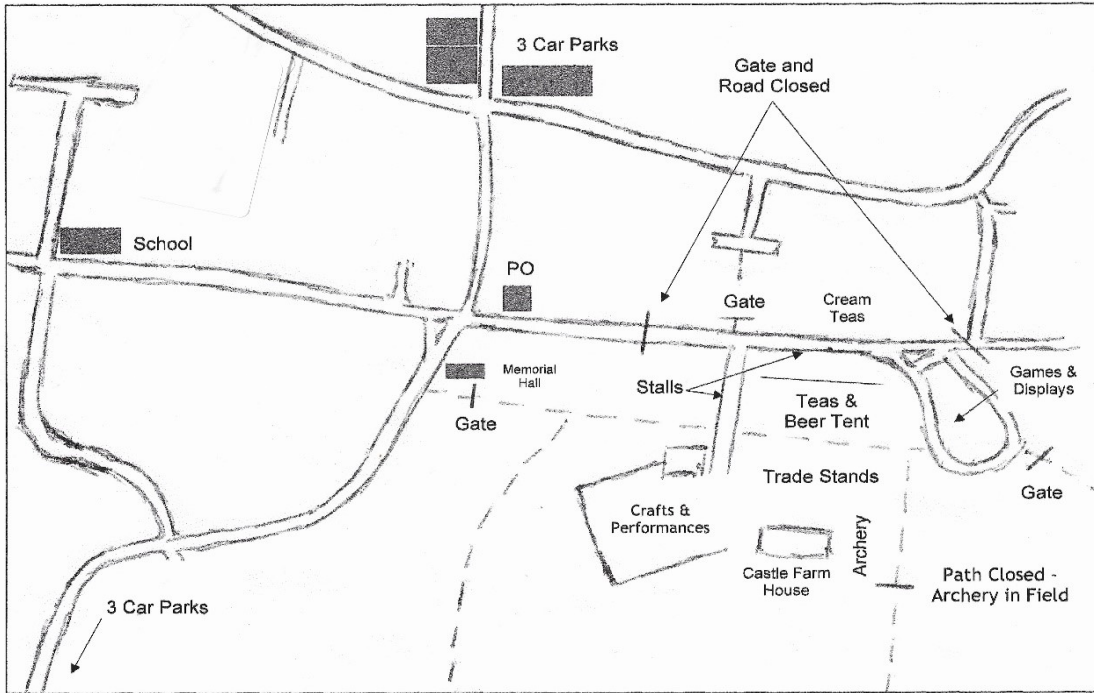 3 Car Parks
Gate and
Road Closed
School
PO
Gate
Cream
Teas
Memorial
Hall
Gate
Stalls
Teas &
Beer Tent
Games &
Displays
Trade Stands
Gate
Crafts &
Performances
Archery
Castle Farm
House
Path Closed -
Archery in Field
3 Car Parks